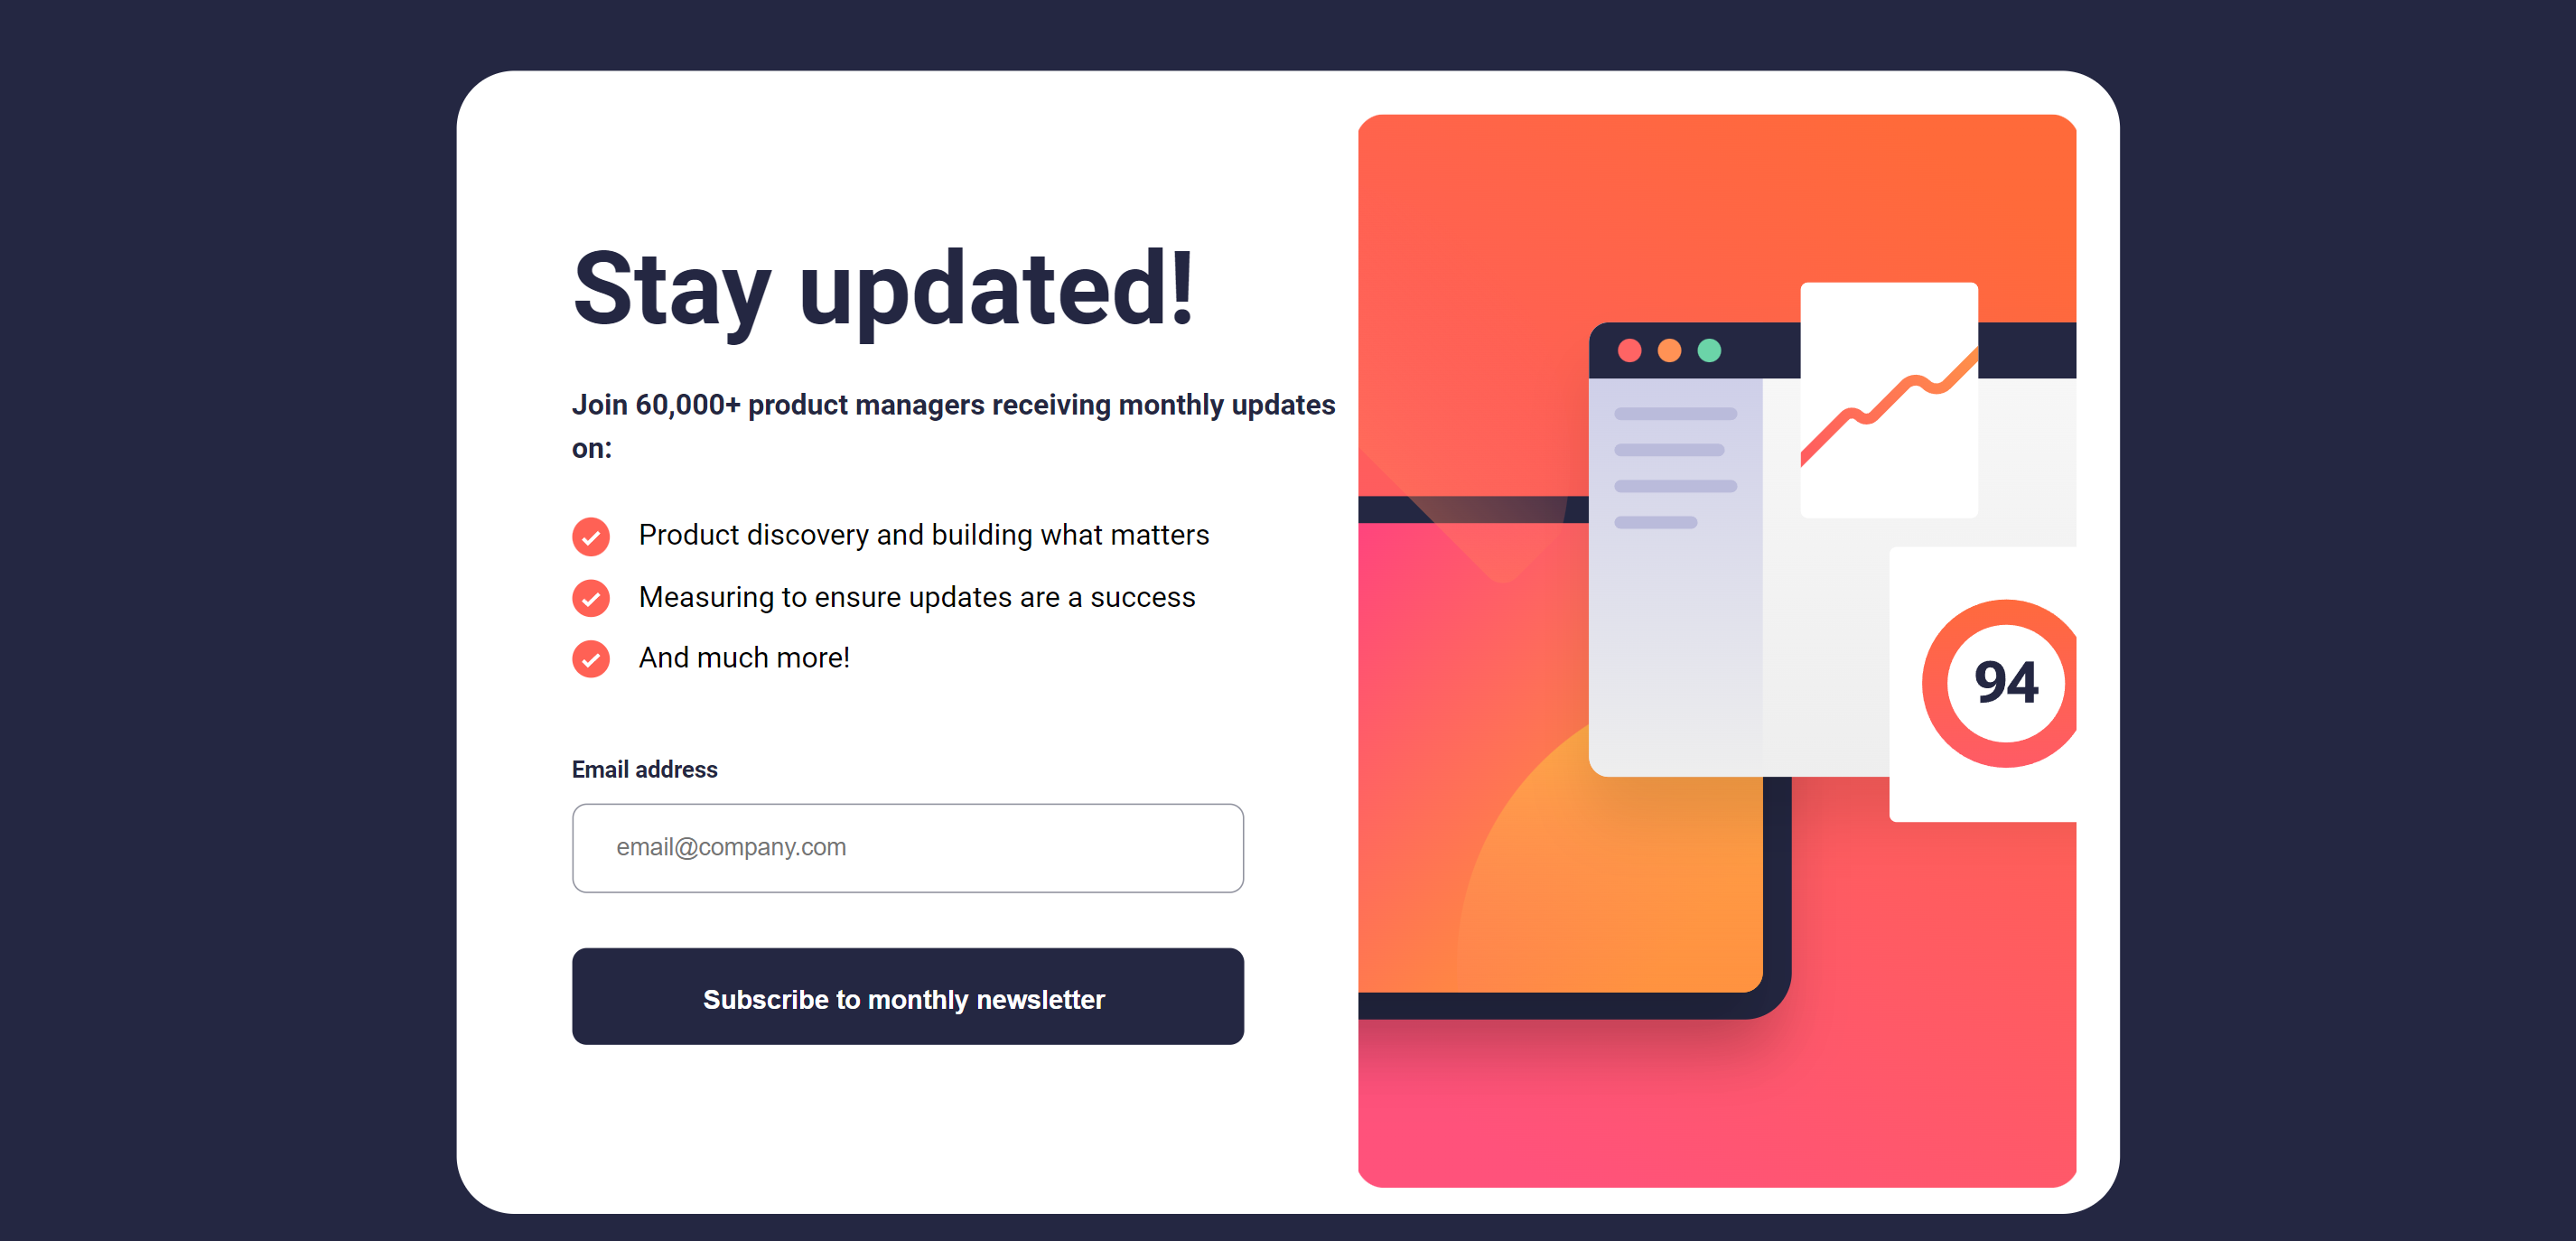 Stay updated!
Join 60,000+ product managers receiving monthly updates
on:
Product discovery and building what matters
Measuring to ensure updates are a success
And much more!
Email address
email@company.com
Subscribe to monthly newsletter
94